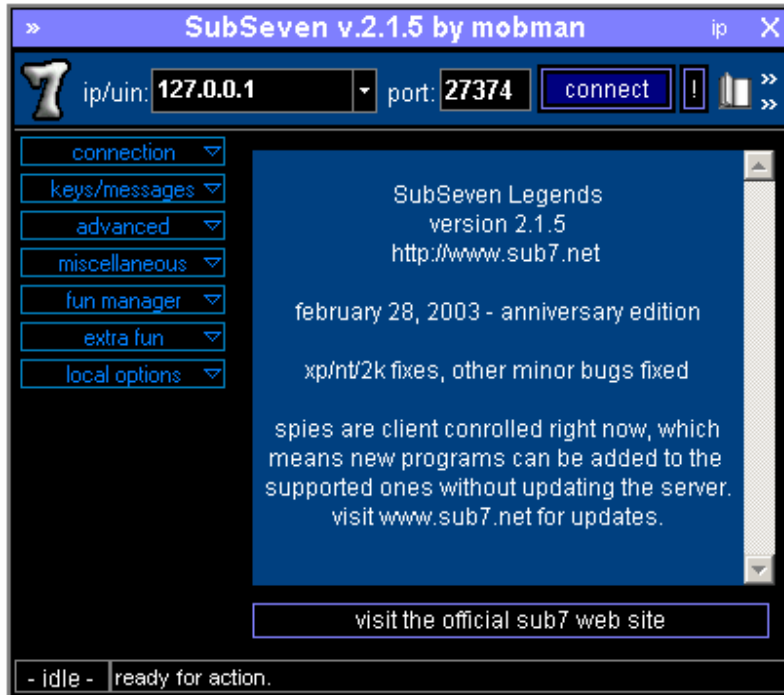 » SubSeven v.2.1.5 by mobman ip X
7 ip/uin: 127.0.0.1 port: 27374 connect ! »
»
connection
keys/messages
advanced
miscellaneous
fun manager
extra fun
local options
SubSeven Legends
version 2.1.5
http://www.sub7.net
february 28, 2003 - anniversary edition
xp/nt/2k fixes, other minor bugs fixed
spies are client conrolled right now, which
means new programs can be added to the
supported ones without updating the server.
visit www.sub7.net for updates.
visit the official sub7 web site
- idle - ready for action.